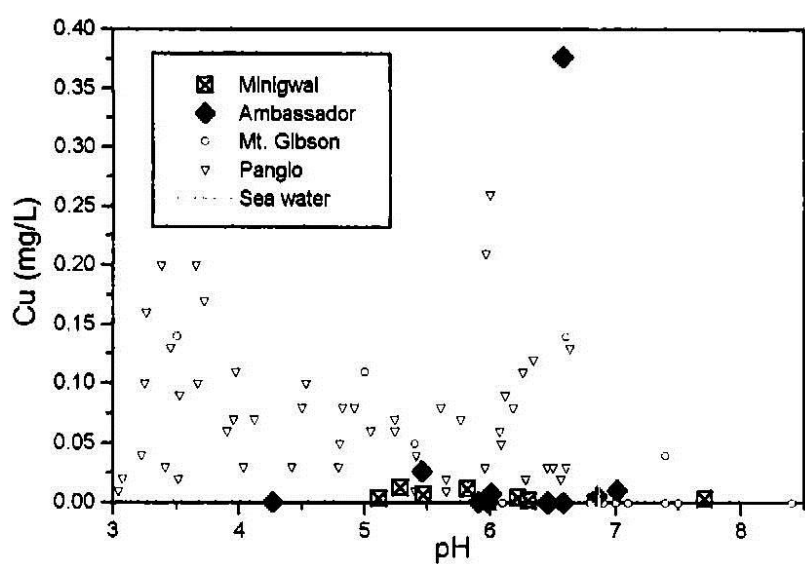 0.40
0.35
0.30
0.25
0.20
0.15
0.10
0.05
0.00
Cu (mg/L)
Minigwal
Ambassador
Mt. Gibson
Panglo
Sea water
3 4 5 6 7 8
pH